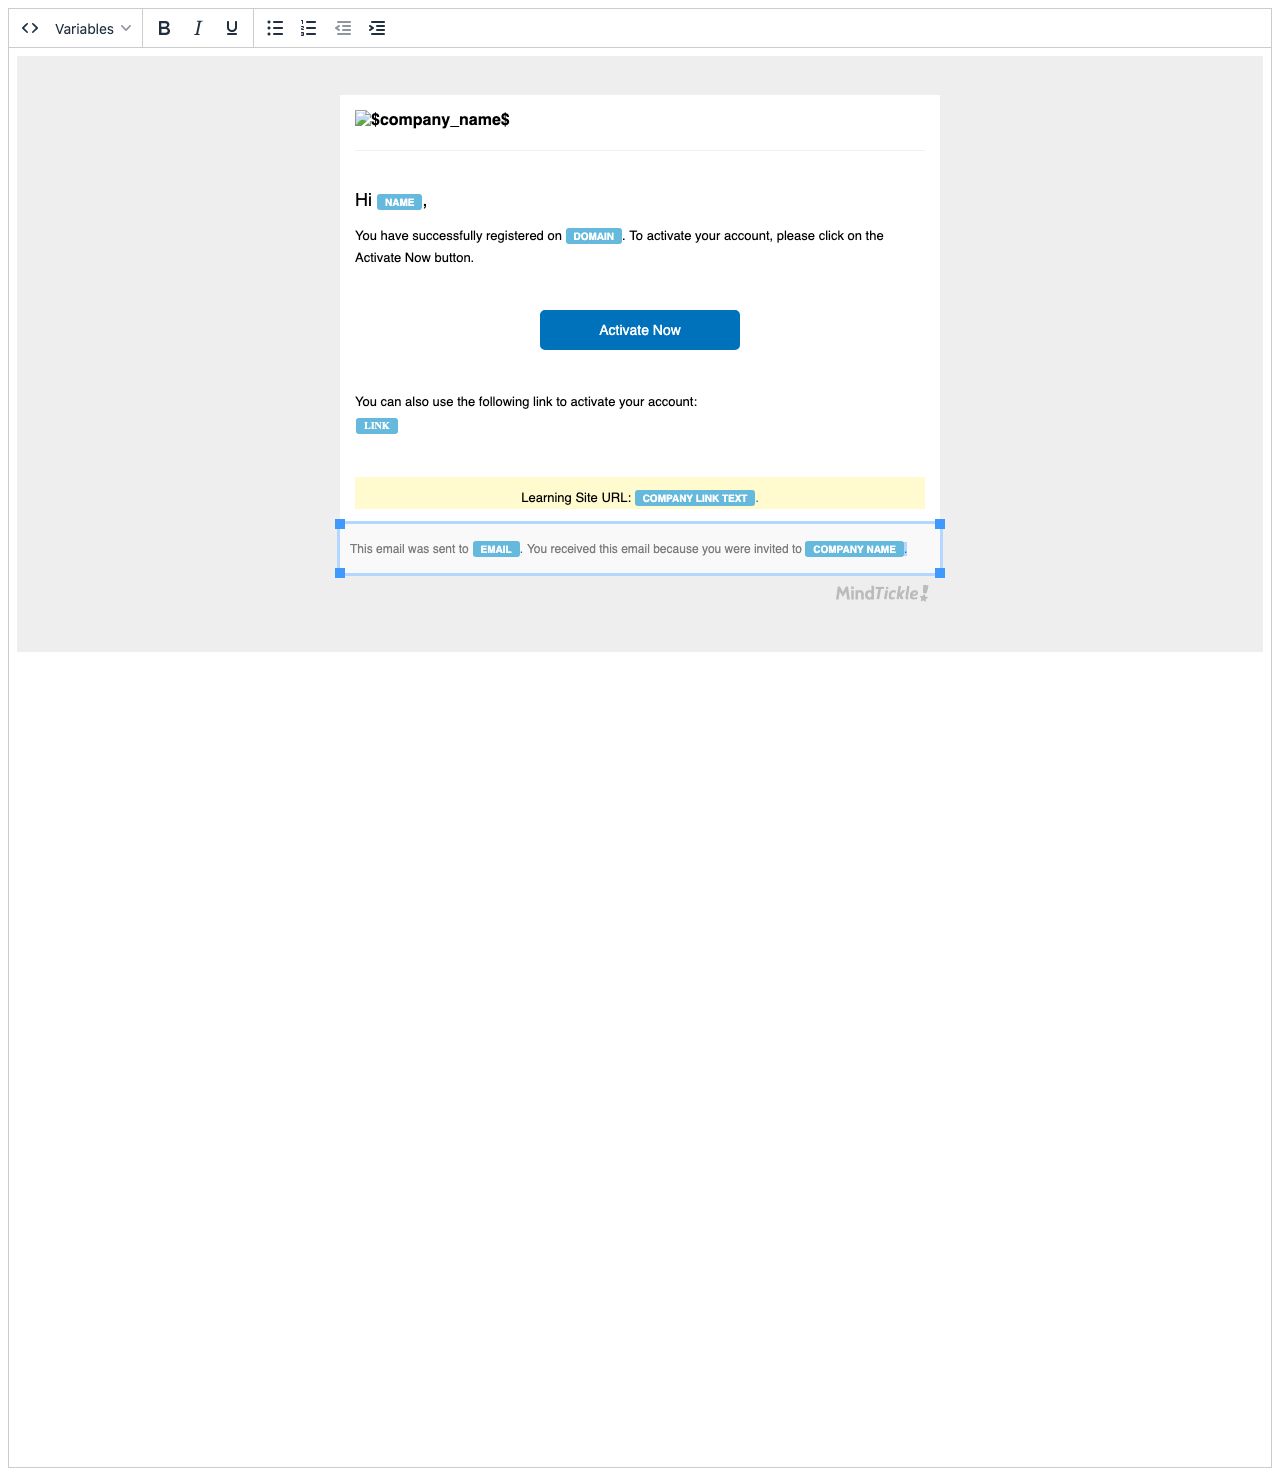 Variables
$company_name$
Hi NAME,
You have successfully registered on DOMAIN. To activate your account, please click on the
Activate Now button.
Activate Now
You can also use the following link to activate your account:
LINK
Learning Site URL: COMPANY LINK TEXT.
This email was sent to EMAIL. You received this email because you were invited to COMPANY NAME.
MindTickle!